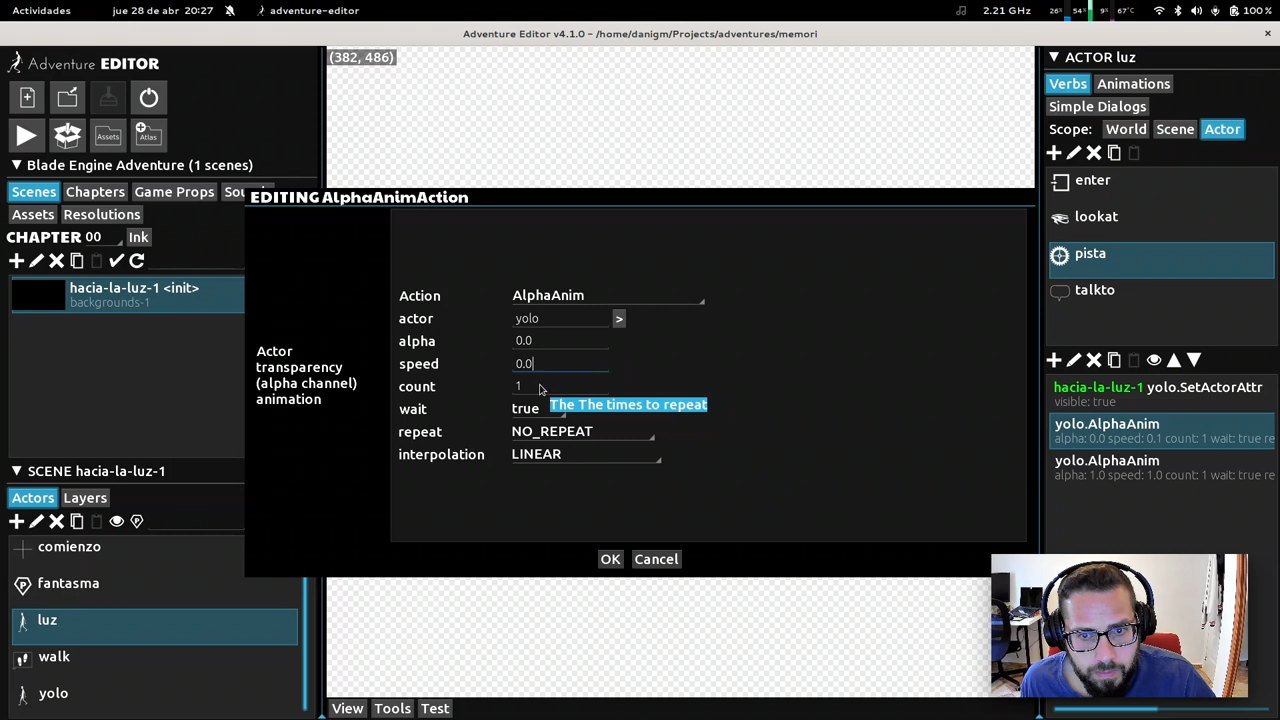 Actividades
jue 28 de abr 20:27
adventure-editor
26%
54%
9%
67°C
2.21 GHz
100 %
Adventure Editor v4.1.0 - /home/danigm/Projects/adventures/memori
×
Adventure EDITOR
Assets
Atlas
Blade Engine Adventure (1 scenes)
Scenes
Chapters
Game Props
Sou
Assets
Resolutions
CHAPTER 00
Ink
hacia-la-luz-1 <init>
backgrounds-1
SCENE hacia-la-luz-1
Actors
Layers
comienzo
fantasma
luz
walk
yolo
(382, 486)
EDITING AlphaAnimAction
Actor
transparency
(alpha channel)
animation
Action AlphaAnim
actor yolo >
alpha 0.0
speed 0.0
count 1
The The times to repeat
wait true
repeat NO_REPEAT
interpolation LINEAR
OK
Cancel
View
Tools
Test
ACTOR luz
Verbs
Animations
Simple Dialogs
Scope: World Scene Actor
enter
lookat
pista
talkto
hacia-la-luz-1 yolo.SetActorAttr
visible: true
yolo.AlphaAnim
alpha: 0.0 speed: 0.1 count: 1 wait: true re
yolo.AlphaAnim
alpha: 1.0 speed: 1.0 count: 1 wait: true re